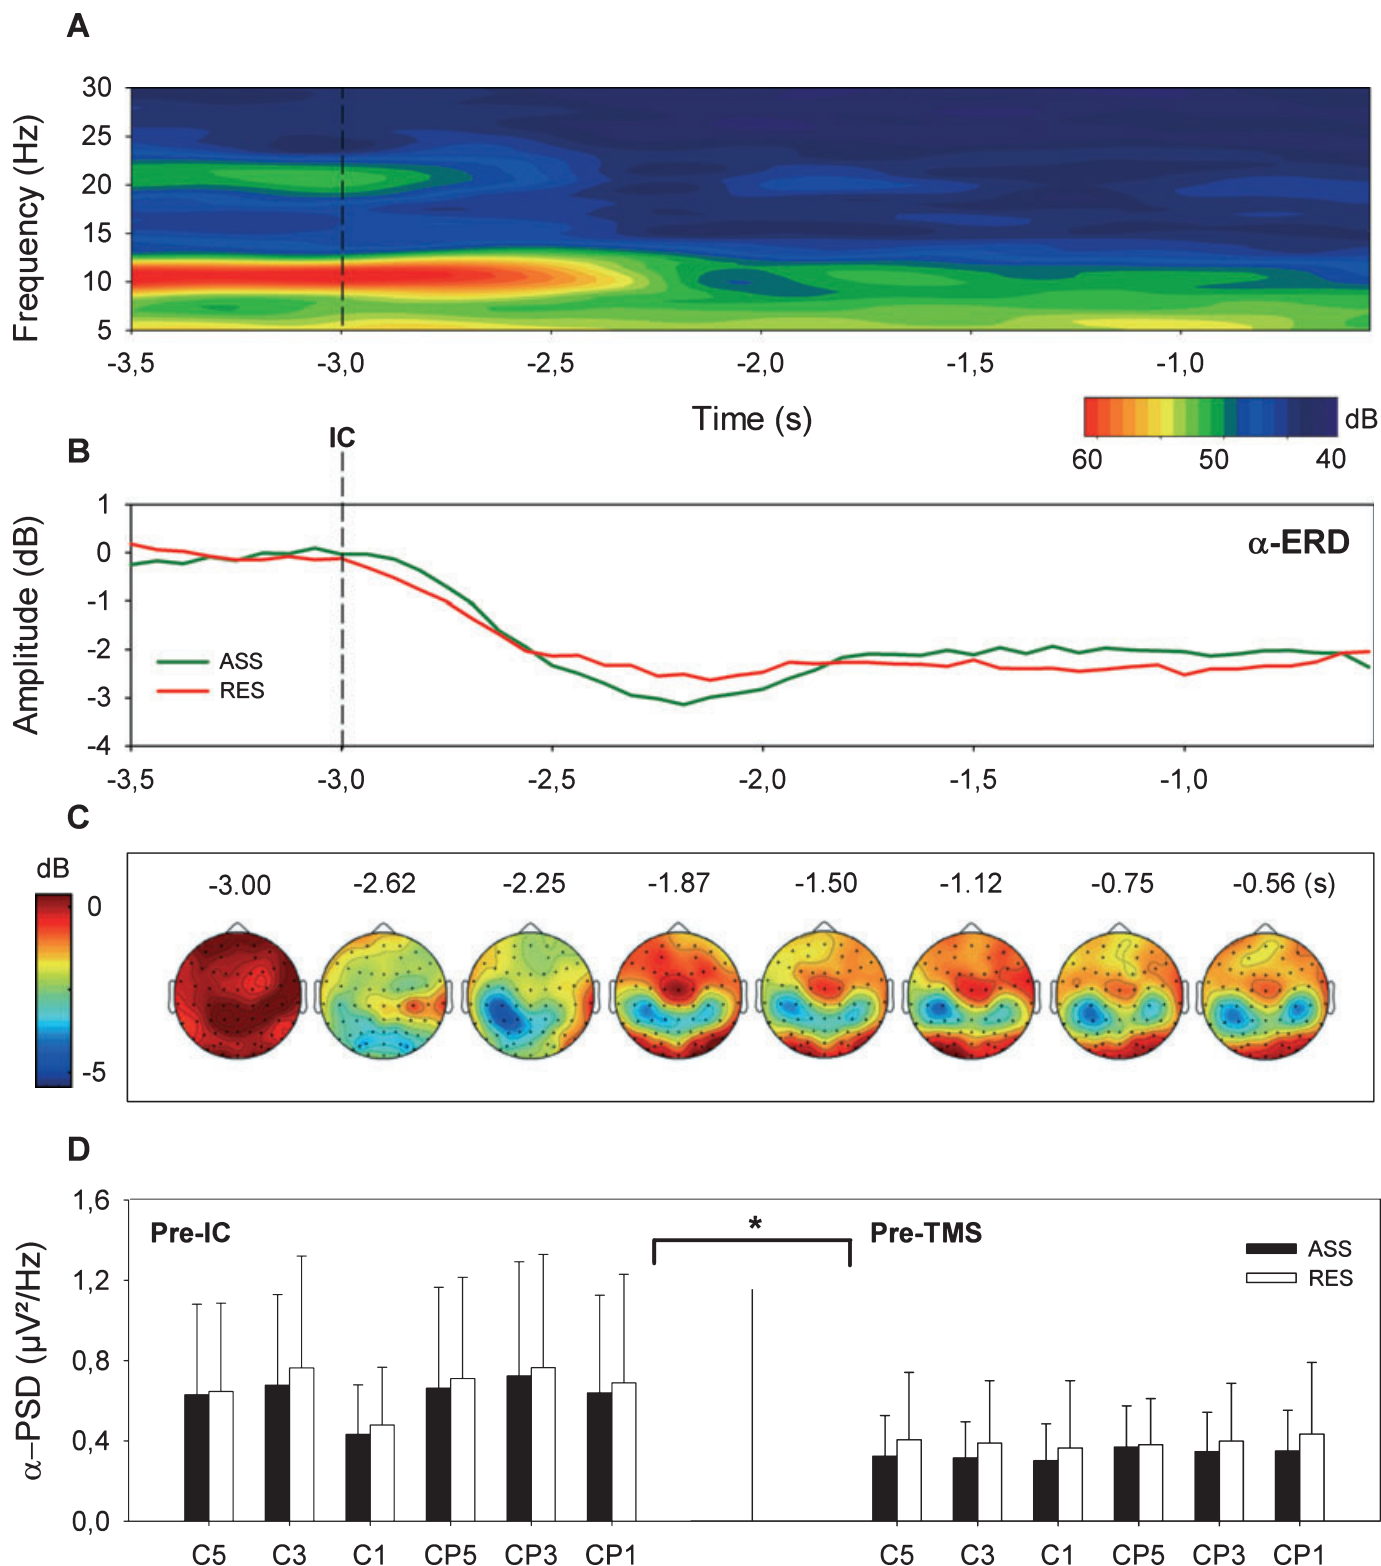 A
Frequency (Hz)
30
25
20
15
10
5
-3,5 -3,0 -2,5 -2,0 -1,5 -1,0
Time (s)
dB
60 50 40
B
IC
Amplitude (dB)
1
0
-1
-2
-3
-4
α-ERD
ASS
RES
-3,5 -3,0 -2,5 -2,0 -1,5 -1,0
C
dB
0
-5
-3.00 -2.62 -2.25 -1.87 -1.50 -1.12 -0.75 -0.56 (s)
D
α–PSD (µV²/Hz)
1,6
1,2
0,8
0,4
0,0
Pre-IC
*
Pre-TMS
ASS
RES
C5 C3 C1 CP5 CP3 CP1 C5 C3 C1 CP5 CP3 CP1